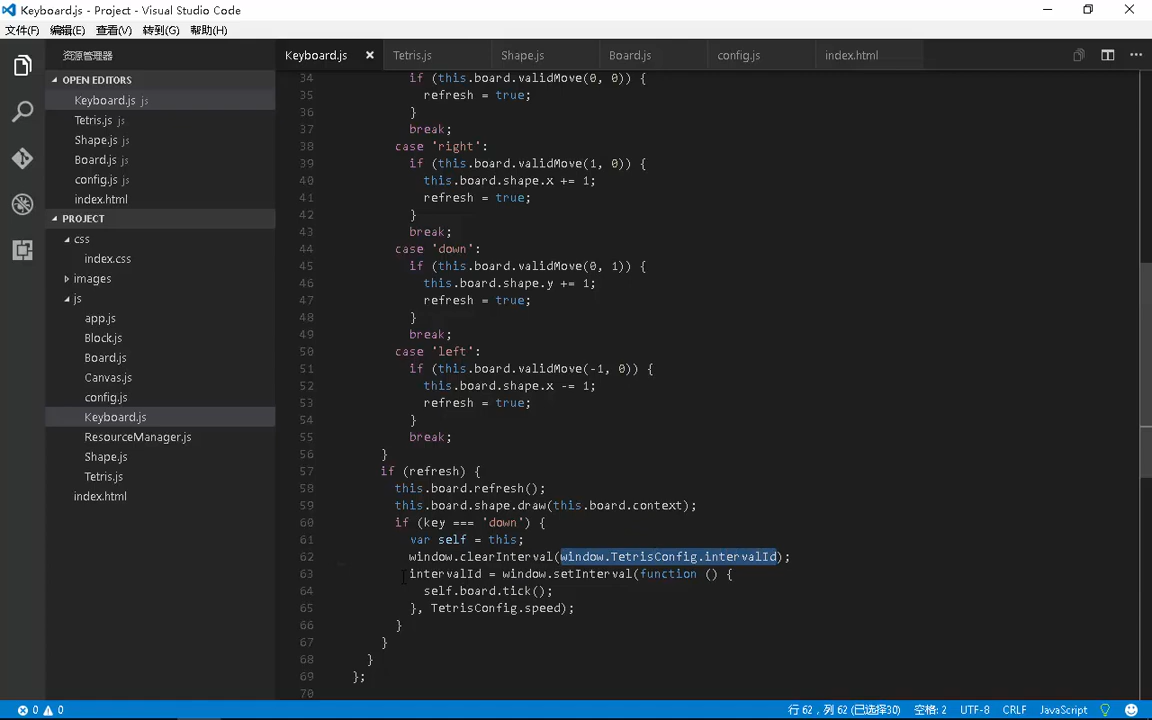 Keyboard.js - Project - Visual Studio Code
文件(F) 编辑(E) 查看(V) 转到(G) 帮助(H)
资源管理器
OPEN EDITORS
Keyboard.js js
Tetris.js js
Shape.js js
Board.js js
config.js js
index.html
PROJECT
css
index.css
images
js
app.js
Block.js
Board.js
Canvas.js
config.js
Keyboard.js
ResourceManager.js
Shape.js
Tetris.js
index.html
Keyboard.js Tetris.js Shape.js Board.js config.js index.html
34 if (this.board.validMove(0, 0)) {
35 refresh = true;
36 }
37 break;
38 case 'right':
39 if (this.board.validMove(1, 0)) {
40 this.board.shape.x += 1;
41 refresh = true;
42 }
43 break;
44 case 'down':
45 if (this.board.validMove(0, 1)) {
46 this.board.shape.y += 1;
47 refresh = true;
48 }
49 break;
50 case 'left':
51 if (this.board.validMove(-1, 0)) {
52 this.board.shape.x -= 1;
53 refresh = true;
54 }
55 break;
56 }
57 if (refresh) {
58 this.board.refresh();
59 this.board.shape.draw(this.board.context);
60 if (key === 'down') {
61 var self = this;
62 window.clearInterval(window.TetrisConfig.intervalId);
63 intervalId = window.setInterval(function () {
64 self.board.tick();
65 }, TetrisConfig.speed);
66 }
67 }
68 }
69 };
70
0 0 行 62，列 62 (已选择30) 空格: 2 UTF-8 CRLF JavaScript